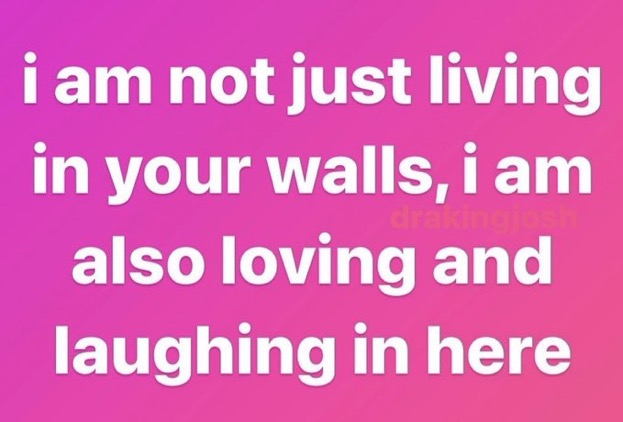 i am not just living
in your walls, i am
drakingjosh
also loving and
laughing in here